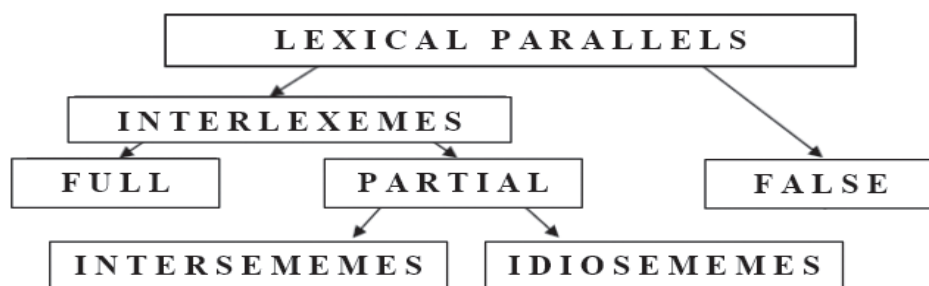 LEXICAL PARALLELS
INTERLEXEMES
FULL
PARTIAL
FALSE
INTERSEMEMES
IDIOSEMEMES